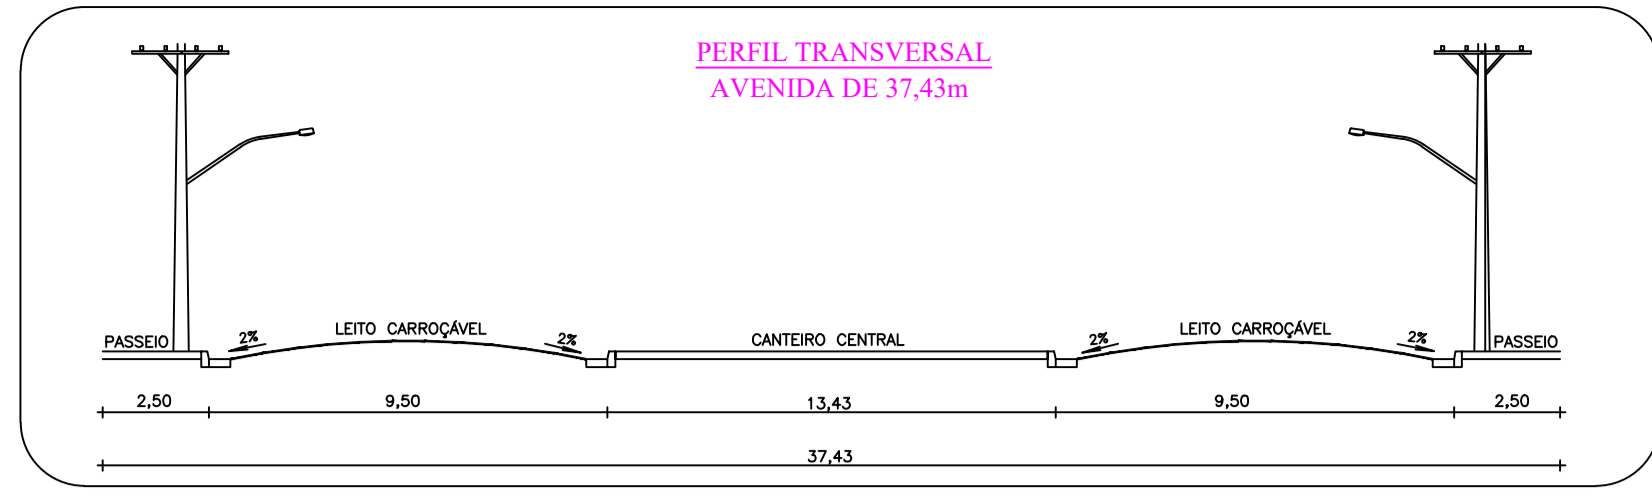 PERFIL TRANSVERSAL
AVENIDA DE 37,43m
PASSEIO 2% LEITO CARROÇÁVEL 2% CANTEIRO CENTRAL 2% LEITO CARROÇÁVEL 2% PASSEIO
2,50 9,50 13,43 9,50 2,50
37,43